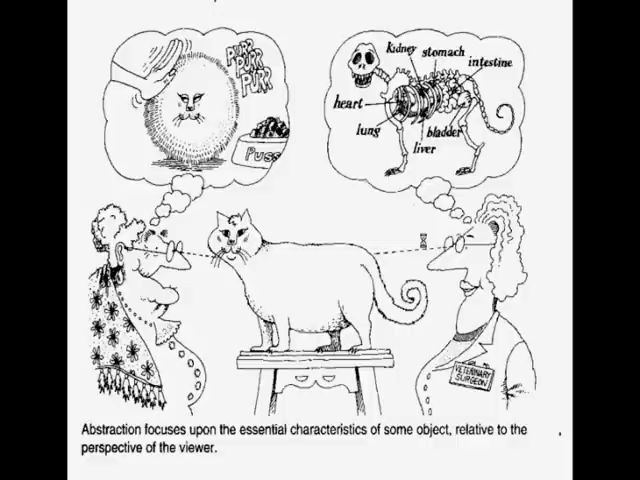 PURR
PURR
PURR
PUSS
kidney
stomach
intestine
heart
lung
bladder
liver
VETERINARY
SURGEON
Abstraction focuses upon the essential characteristics of some object, relative to the
perspective of the viewer.